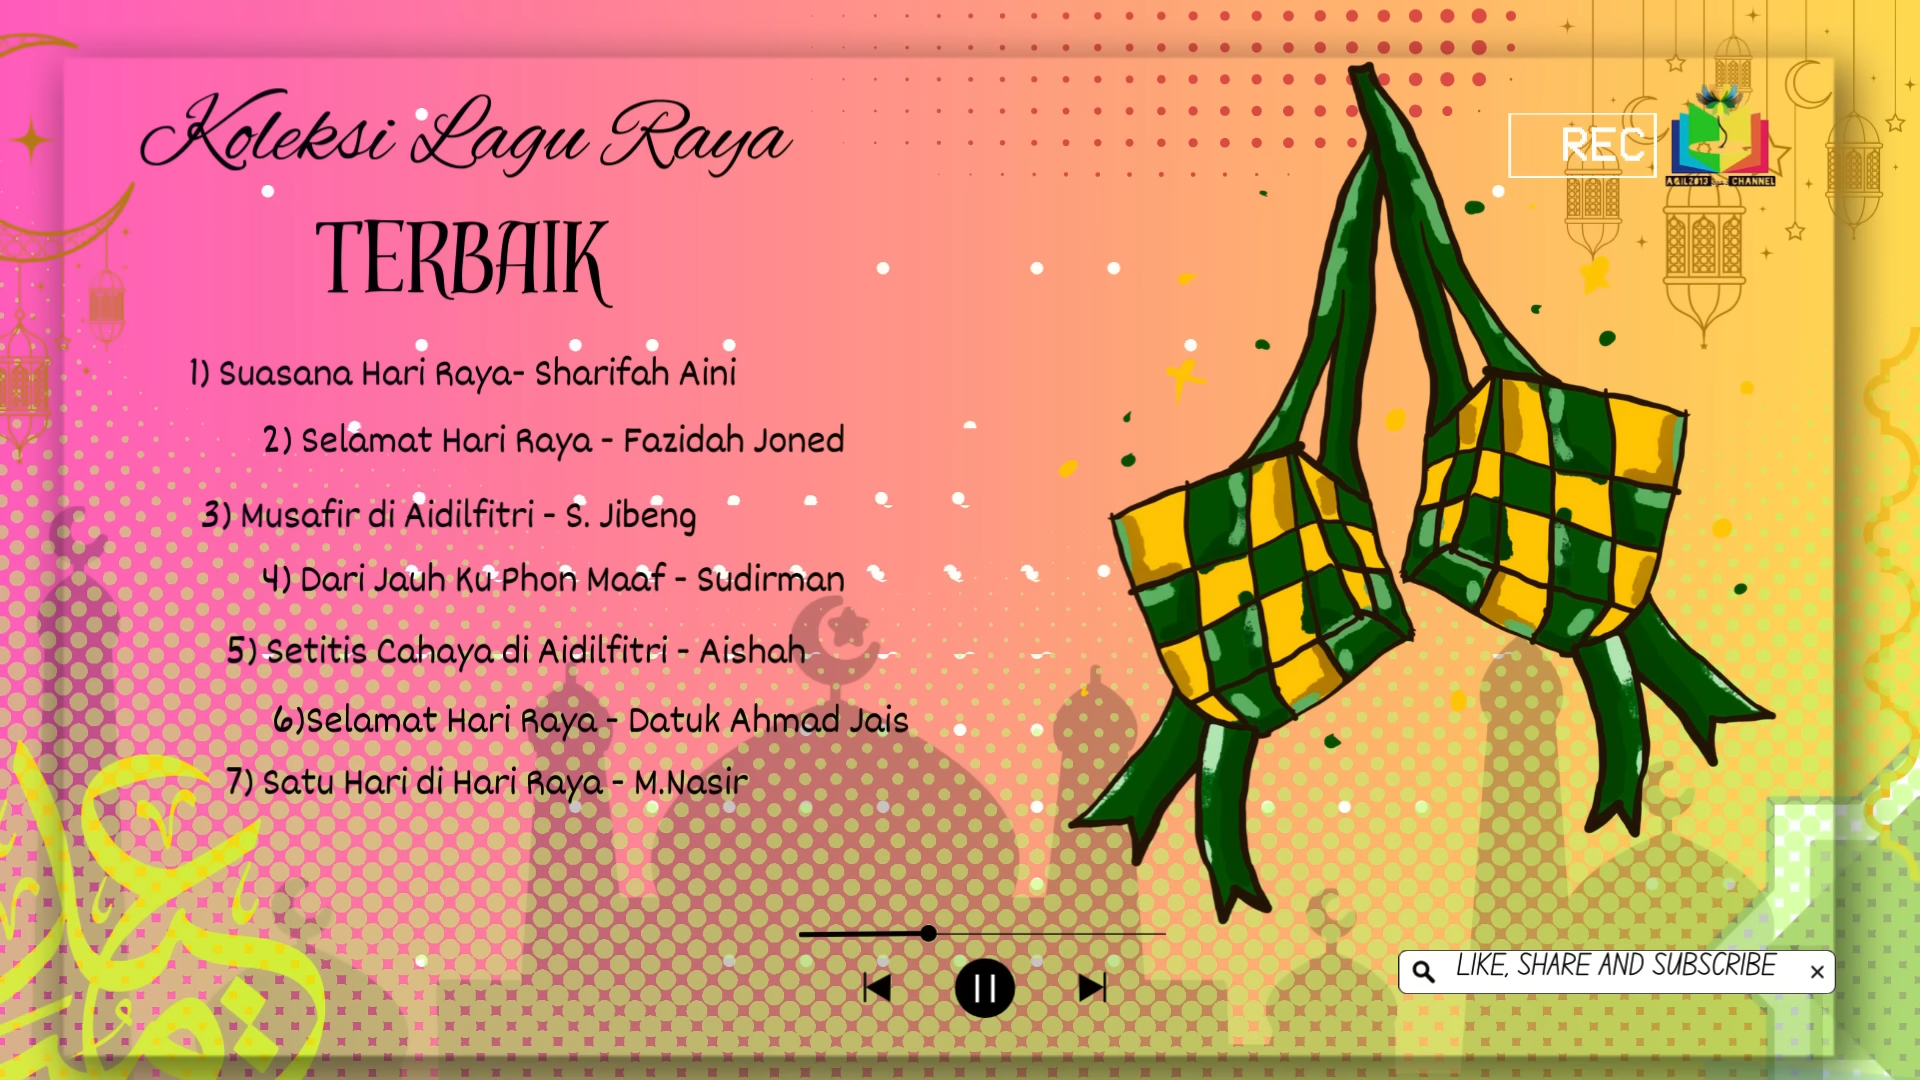 Koleksi Lagu Raya
TERBAIK
REC
AQIL2013 CHANNEL
1) Suasana Hari Raya- Sharifah Aini
2) Selamat Hari Raya - Fazidah Joned
3) Musafir di Aidilfitri - S. Jibeng
4) Dari Jauh Ku Phon Maaf - Sudirman
5) Setitis Cahaya di Aidilfitri - Aishah
6)Selamat Hari Raya - Datuk Ahmad Jais
7) Satu Hari di Hari Raya - M.Nasir
LIKE, SHARE AND SUBSCRIBE